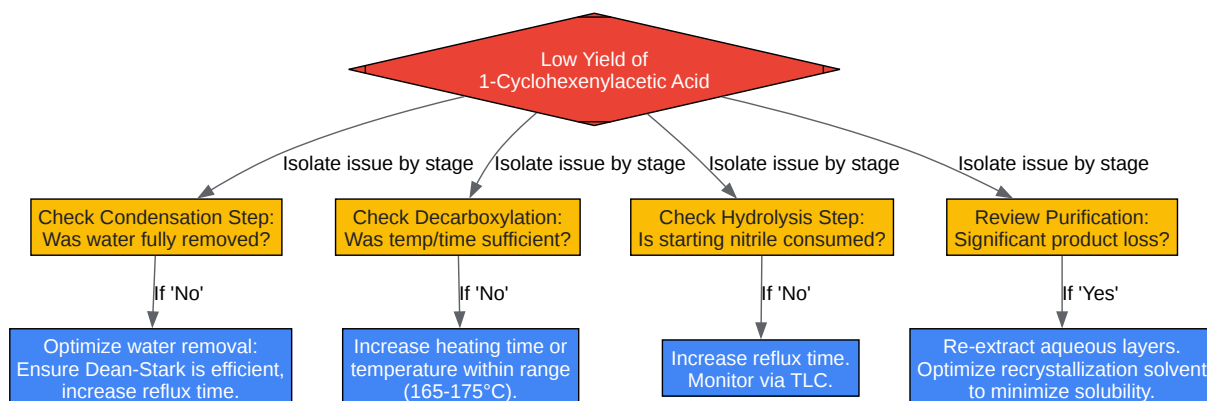 Low Yield of
1-Cyclohexenylacetic Acid
Isolate issue by stage
Isolate issue by stage
Isolate issue by stage
Isolate issue by stage
Check Condensation Step:
Was water fully removed?
Check Decarboxylation:
Was temp/time sufficient?
Check Hydrolysis Step:
Is starting nitrile consumed?
Review Purification:
Significant product loss?
If 'No'
If 'No'
If 'No'
If 'Yes'
Optimize water removal:
Ensure Dean-Stark is efficient,
increase reflux time.
Increase heating time or
temperature within range
(165-175°C).
Increase reflux time.
Monitor via TLC.
Re-extract aqueous layers.
Optimize recrystallization solvent
to minimize solubility.